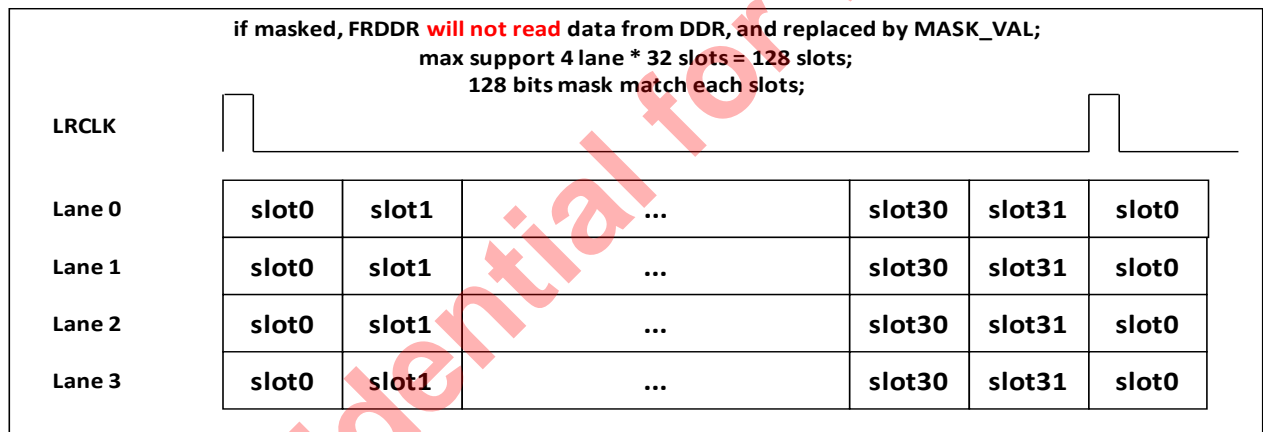 if masked, FRDDR will not read data from DDR, and replaced by MASK_VAL;
max support 4 lane * 32 slots = 128 slots;
128 bits mask match each slots;
LRCLK
Lane 0 slot0 slot1 ... slot30 slot31 slot0
Lane 1 slot0 slot1 ... slot30 slot31 slot0
Lane 2 slot0 slot1 ... slot30 slot31 slot0
Lane 3 slot0 slot1 ... slot30 slot31 slot0